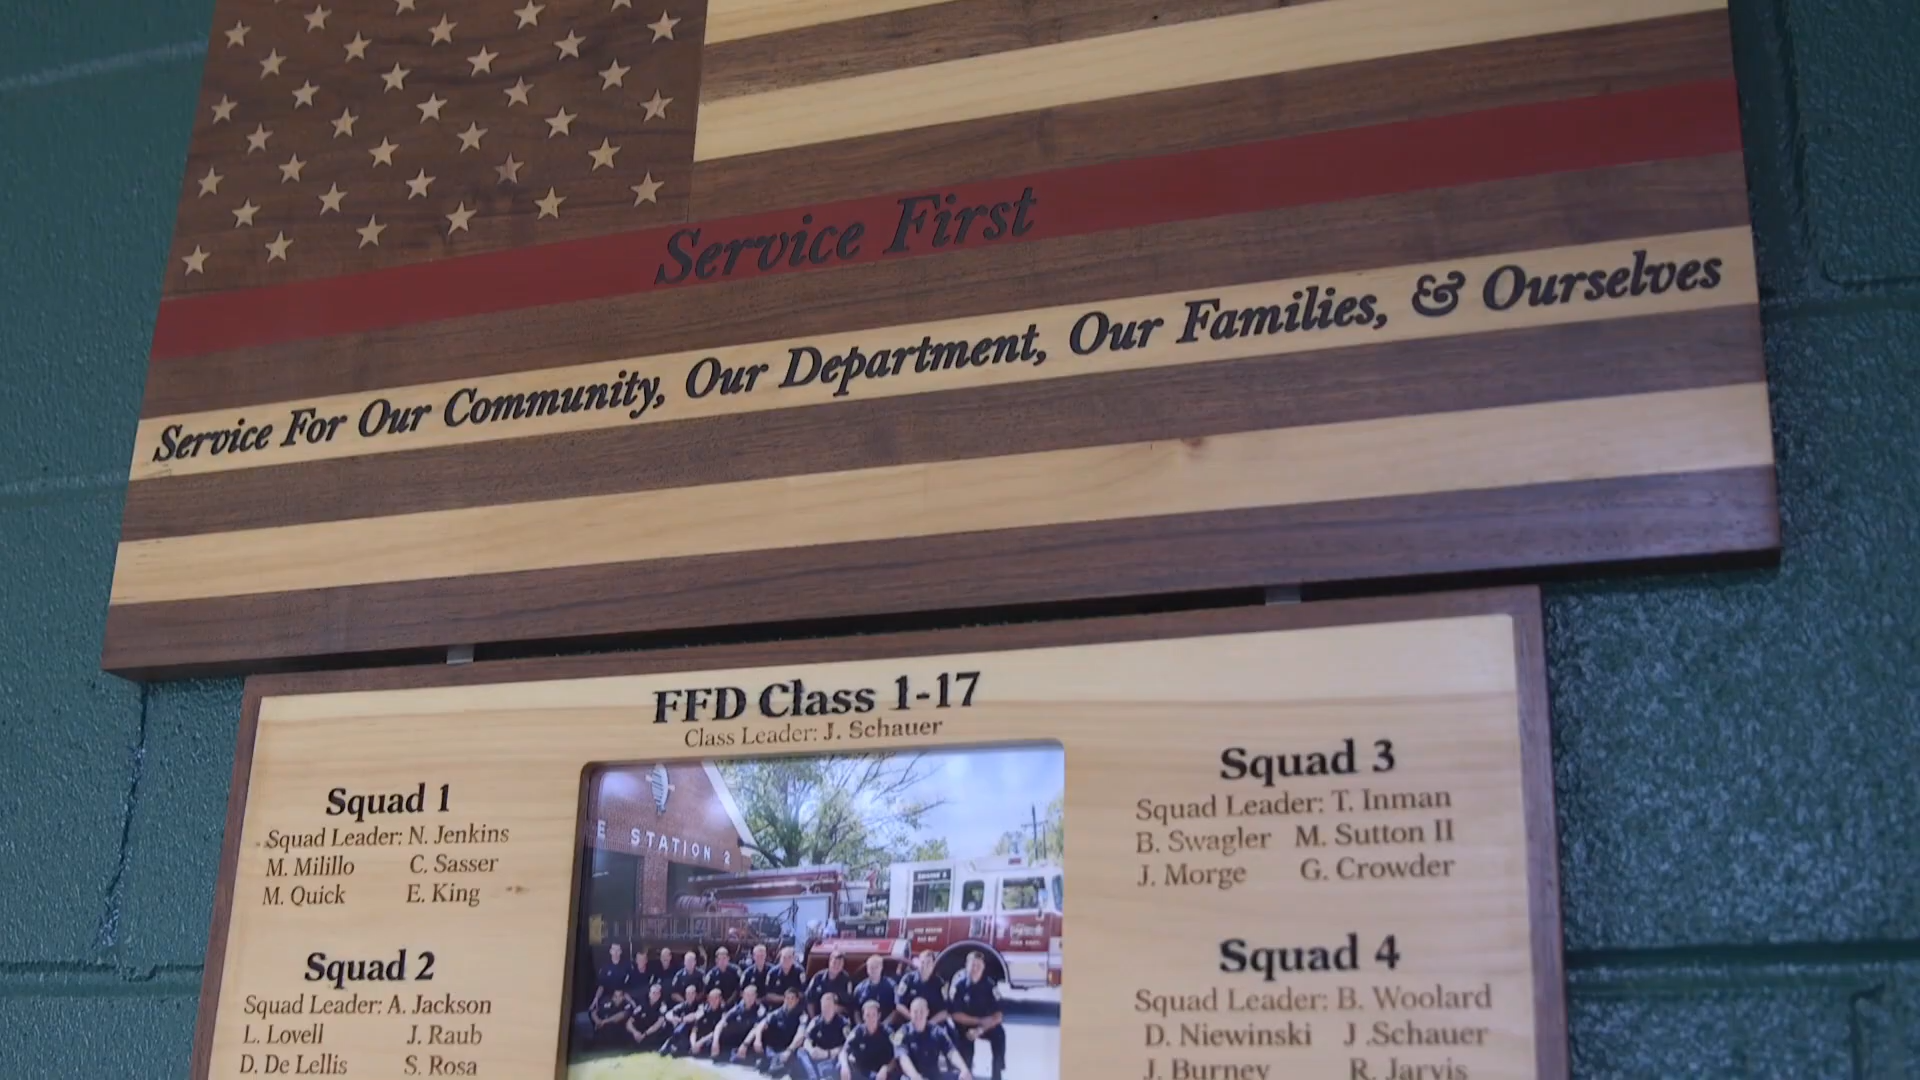 Service First
Service For Our Community, Our Department, Our Families, & Ourselves
FFD Class 1-17
Class Leader: J. Schauer
Squad 1
Squad Leader: N. Jenkins
M. Milillo C. Sasser
M. Quick E. King
Squad 2
Squad Leader: A. Jackson
L. Lovell J. Raub
D. De Lellis S. Rosa
E STATION 2
Squad 3
Squad Leader: T. Inman
B. Swagler M. Sutton II
J. Morge G. Crowder
Squad 4
Squad Leader: B. Woolard
D. Niewinski J .Schauer
J. Burney R. Jarvis